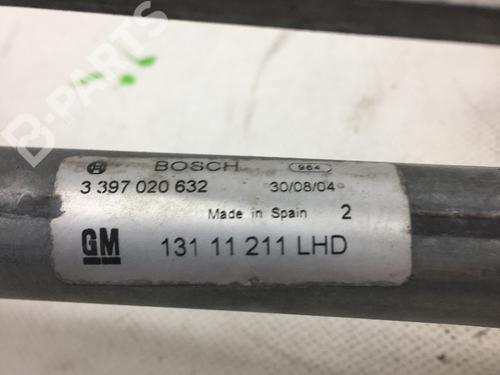 B-PARTS
BOSCH 964
3 397 020 632 30/08/04
Made in Spain 2
GM 131 11 211 LHD